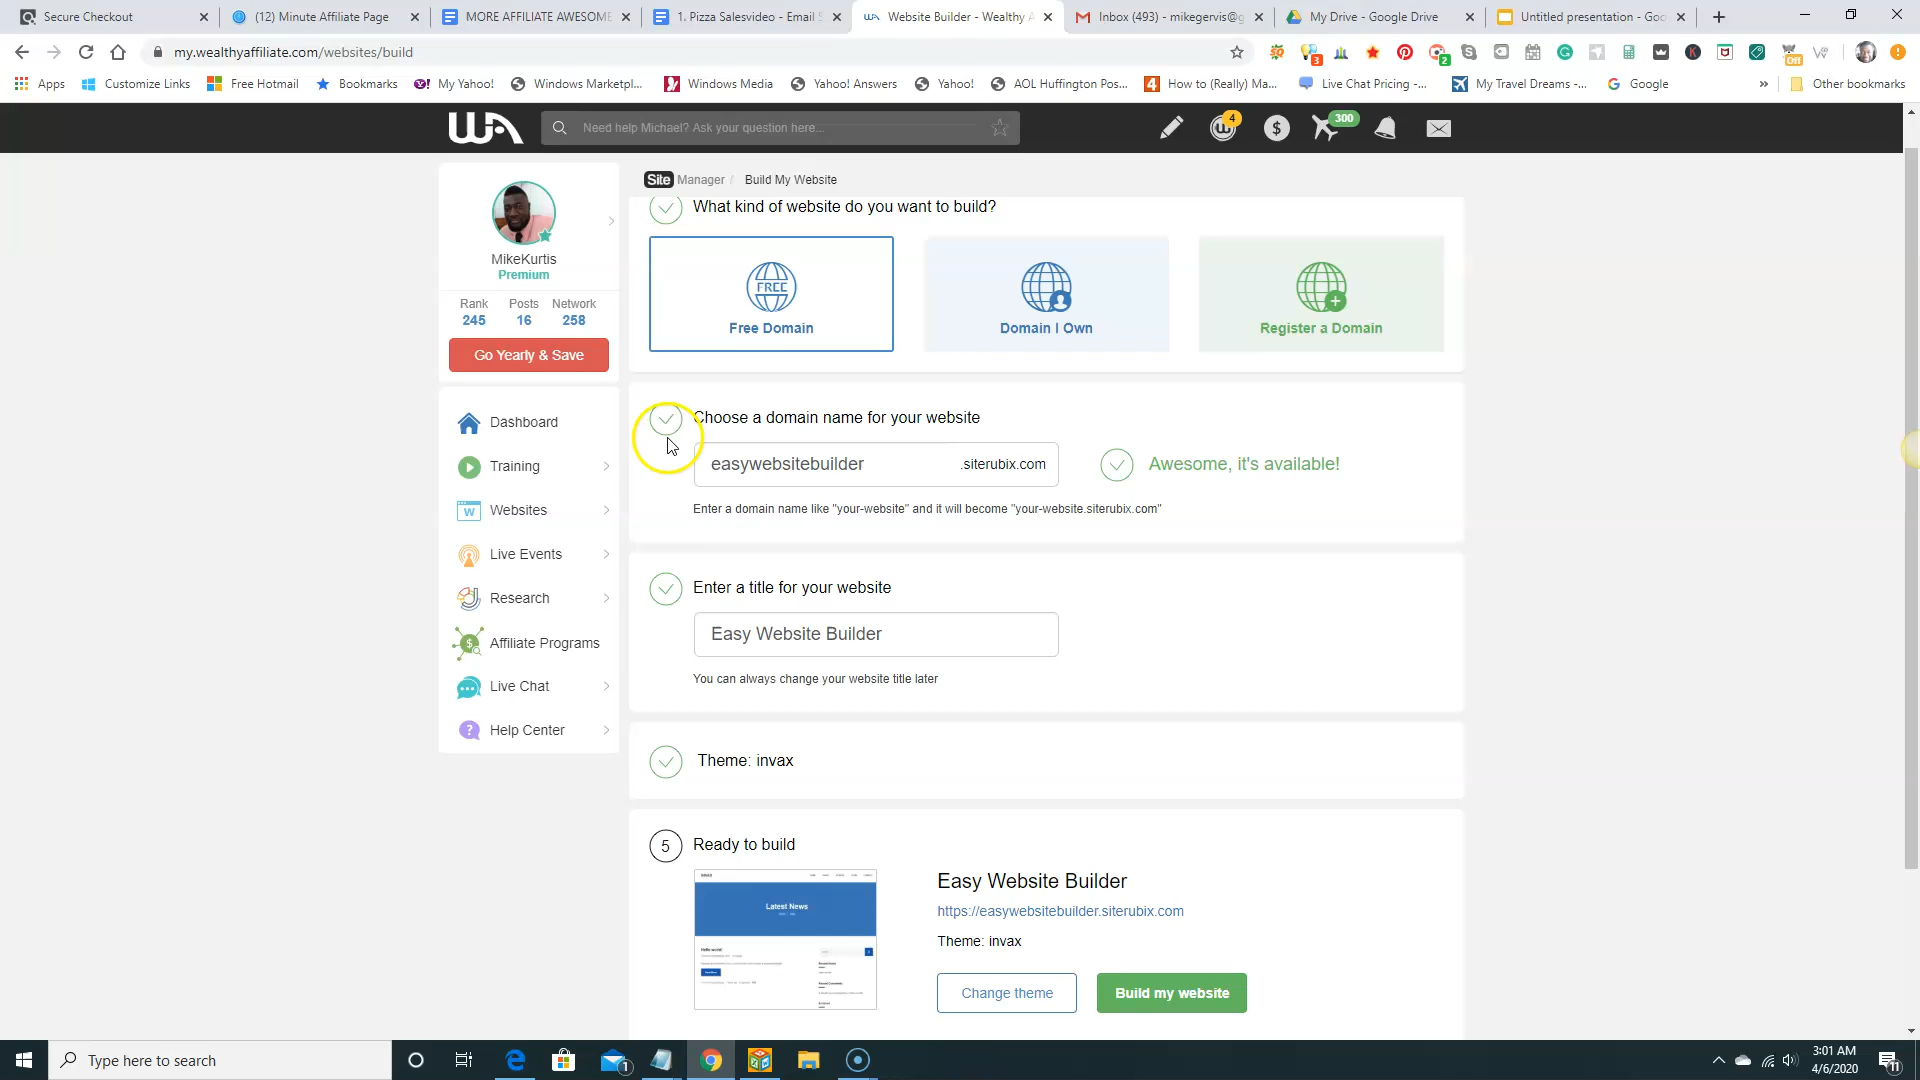 Secure Checkout
(12) Minute Affiliate Page
MORE AFFILIATE AWESOME
1. Pizza Salesvideo - Email S
Website Builder - Wealthy A
Inbox (493) - mikegervis@g
My Drive - Google Drive
Untitled presentation - Goo
my.wealthyaffiliate.com/websites/build
3
2
Off
Apps
Customize Links
Free Hotmail
Bookmarks
My Yahoo!
Windows Marketpl...
Windows Media
Yahoo! Answers
Yahoo!
AOL Huffington Pos...
How to (Really) Ma...
Live Chat Pricing -...
My Travel Dreams -...
Google
»
Other bookmarks
WA
Need help Michael? Ask your question here...
4
300
Site Manager / Build My Website
MikeKurtis
Premium
Rank Posts Network
245 16 258
Go Yearly & Save
Dashboard
Training
Websites
Live Events
Research
Affiliate Programs
Live Chat
Help Center
What kind of website do you want to build?
FREE
Free Domain
Domain I Own
Register a Domain
Choose a domain name for your website
easywebsitebuilder .siterubix.com
Awesome, it's available!
Enter a domain name like "your-website" and it will become "your-website.siterubix.com"
Enter a title for your website
Easy Website Builder
You can always change your website title later
Theme: invax
5 Ready to build
Latest News
Easy Website Builder
https://easywebsitebuilder.siterubix.com
Theme: invax
Change theme
Build my website
Type here to search
1
3:01 AM
4/6/2020
11